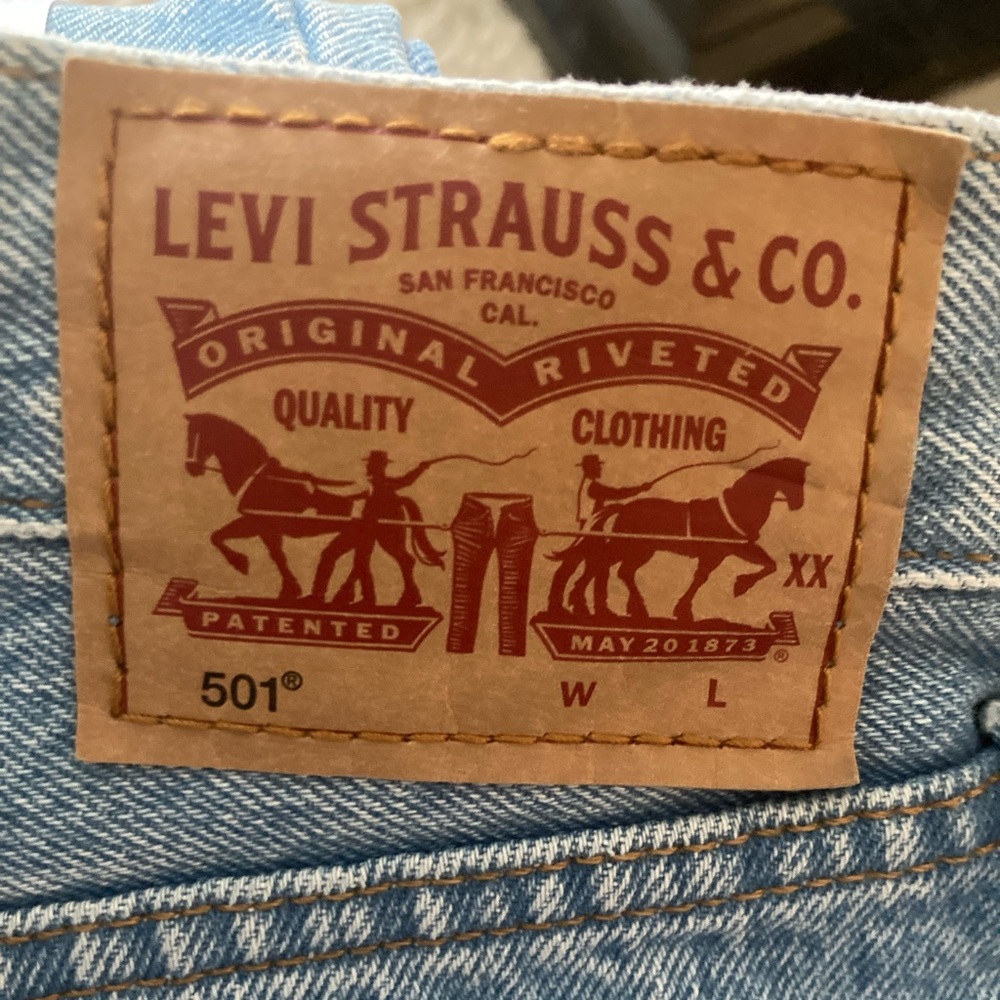 LEVI STRAUSS & CO.
SAN FRANCISCO
CAL.
ORIGINAL RIVETED
QUALITY CLOTHING
XX
PATENTED MAY 20 1873 ®
501® W L